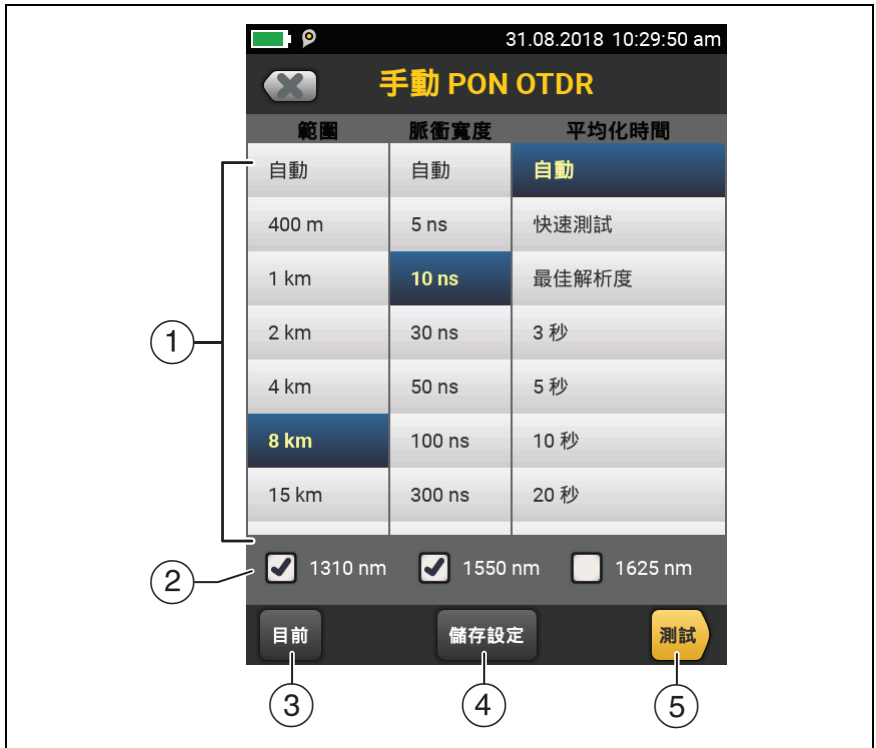 31.08.2018 10:29:50 am
手動 PON OTDR
範圍 脈衝寬度 平均化時間
自動 自動 自動
400 m 5 ns 快速測試
1 km 10 ns 最佳解析度
2 km 30 ns 3 秒
4 km 50 ns 5 秒
8 km 100 ns 10 秒
15 km 300 ns 20 秒
1310 nm 1550 nm 1625 nm
目前 儲存設定 測試
1
2
3 4 5